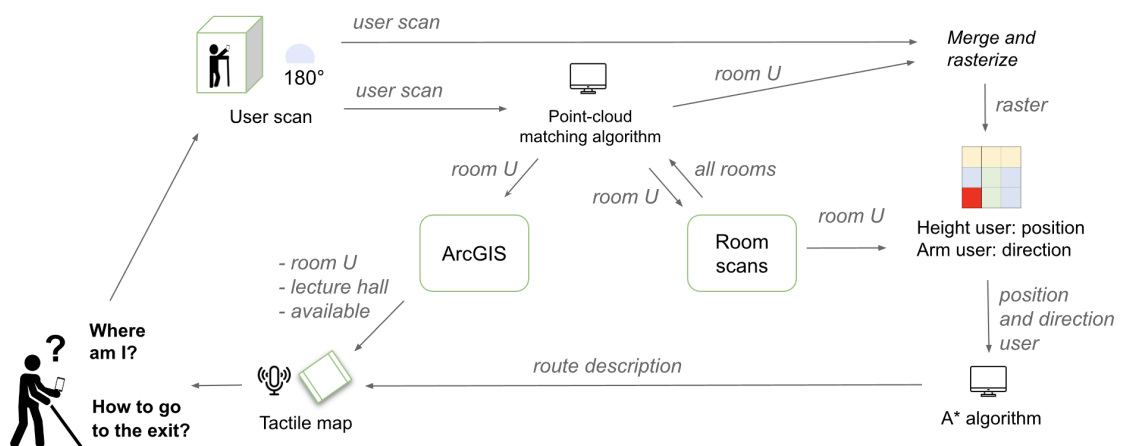 user scan
Merge and
rasterize
180°
room U
user scan
User scan
Point-cloud
matching algorithm
raster
room U
all rooms
room U
room U
Height user: position
Arm user: direction
ArcGIS
Room
scans
- room U
- lecture hall
- available
position
and direction
user
Where
am I?
?
route description
How to go
to the exit?
Tactile map
A* algorithm